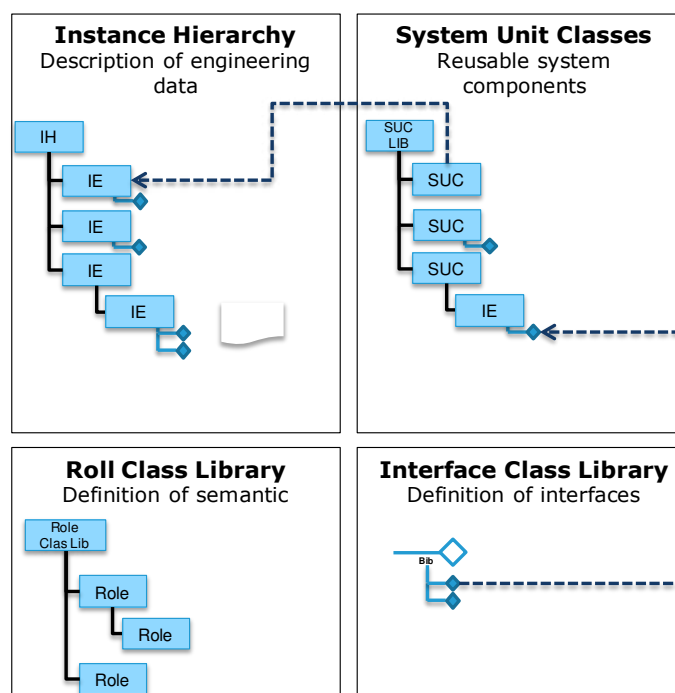 Instance Hierarchy
Description of engineering
data
IH
IE
IE
IE
IE
System Unit Classes
Reusable system
components
SUC
LIB
SUC
SUC
SUC
IE
Roll Class Library
Definition of semantic
Role
Clas Lib
Role
Role
Role
Interface Class Library
Definition of interfaces
Bib